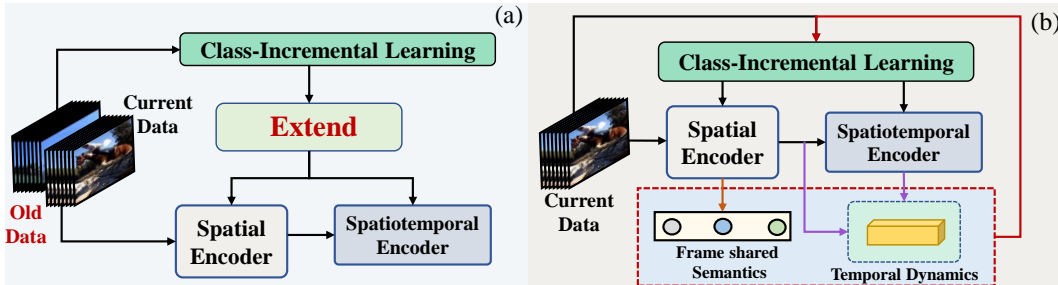 (a)
Class-Incremental Learning
Current
Data
Extend
Old
Data
Spatial
Encoder
Spatiotemporal
Encoder
(b)
Class-Incremental Learning
Spatial
Encoder
Spatiotemporal
Encoder
Current
Data
Frame shared
Semantics
Temporal Dynamics